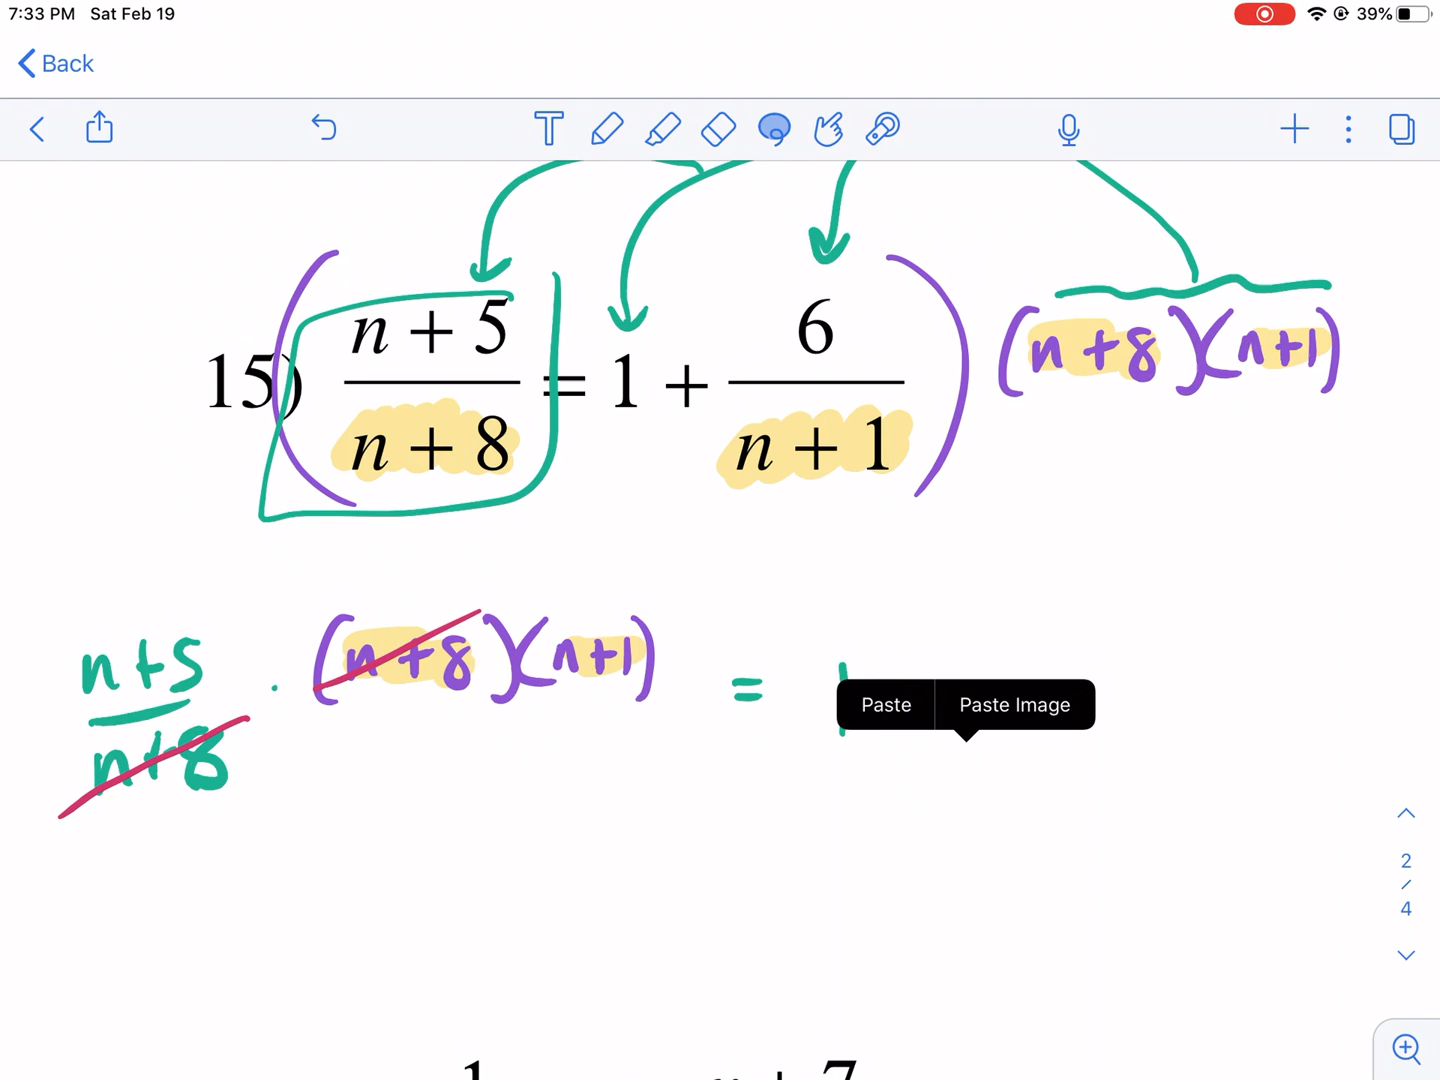 7:33 PM Sat Feb 19 39%
Back
15) ( n + 5 / n + 8 = 1 + 6 / n + 1 ) (n+8)(n+1)
n+5 / n+8 · (n+8)(n+1) = 1
Paste Paste Image
2 / 4